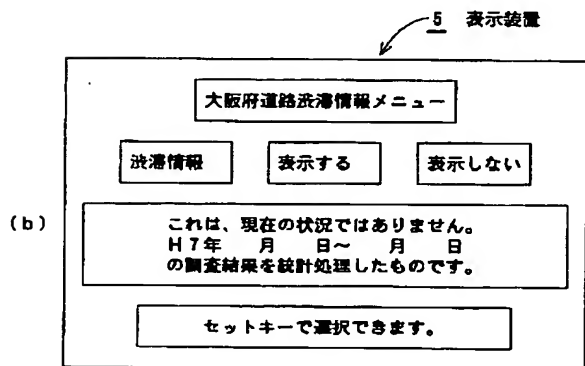 5 表示装置
大阪府道路渋滞情報メニュー
渋滞情報 表示する 表示しない
(b)
これは、現在の状況ではありません。
H7年 月 日~ 月 日
の調査結果を統計処理したものです。
セットキーで選択できます。